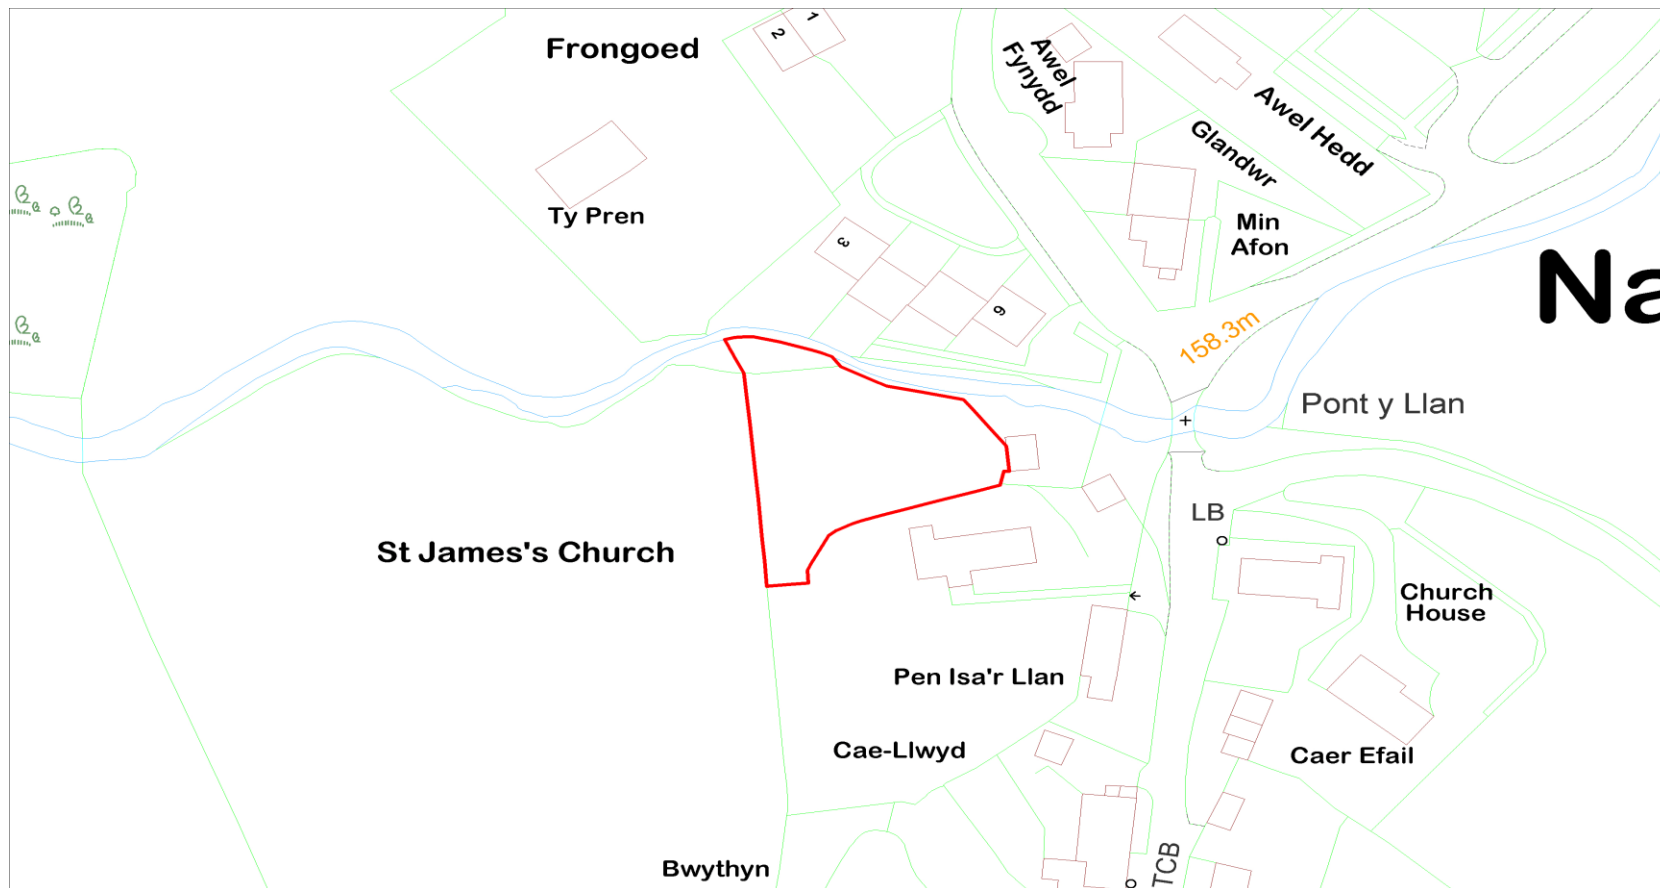 Frongoed
1
2
Awel
Fynydd
Awel Hedd
Glandwr
Ty Pren
Min
Afon
3
6
Na
158.3m
Pont y Llan
LB
St James's Church
Church
House
Pen Isa'r Llan
Cae-Llwyd
Caer Efail
Bwythyn
TCB